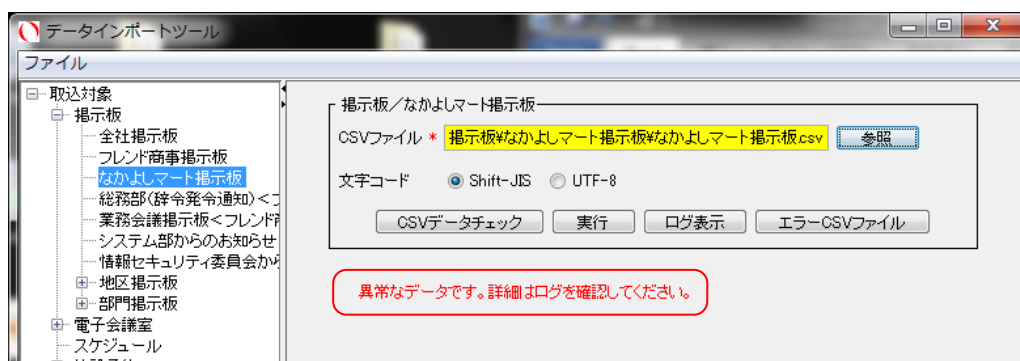 データインポートツール
ファイル
取込対象
掲示板
全社掲示板
フレンド商事掲示板
なかよしマート掲示板
総務部(辞令発令通知)<フ
業務会議掲示板<フレンド商
システム部からのお知らせ
情報セキュリティ委員会から
地区掲示板
部門掲示板
電子会議室
スケジュール
掲示板/なかよしマート掲示板
CSVファイル * 掲示板¥なかよしマート掲示板¥なかよしマート掲示板.csv 参照
文字コード Shift-JIS UTF-8
CSVデータチェック 実行 ログ表示 エラーCSVファイル
異常なデータです。詳細はログを確認してください。